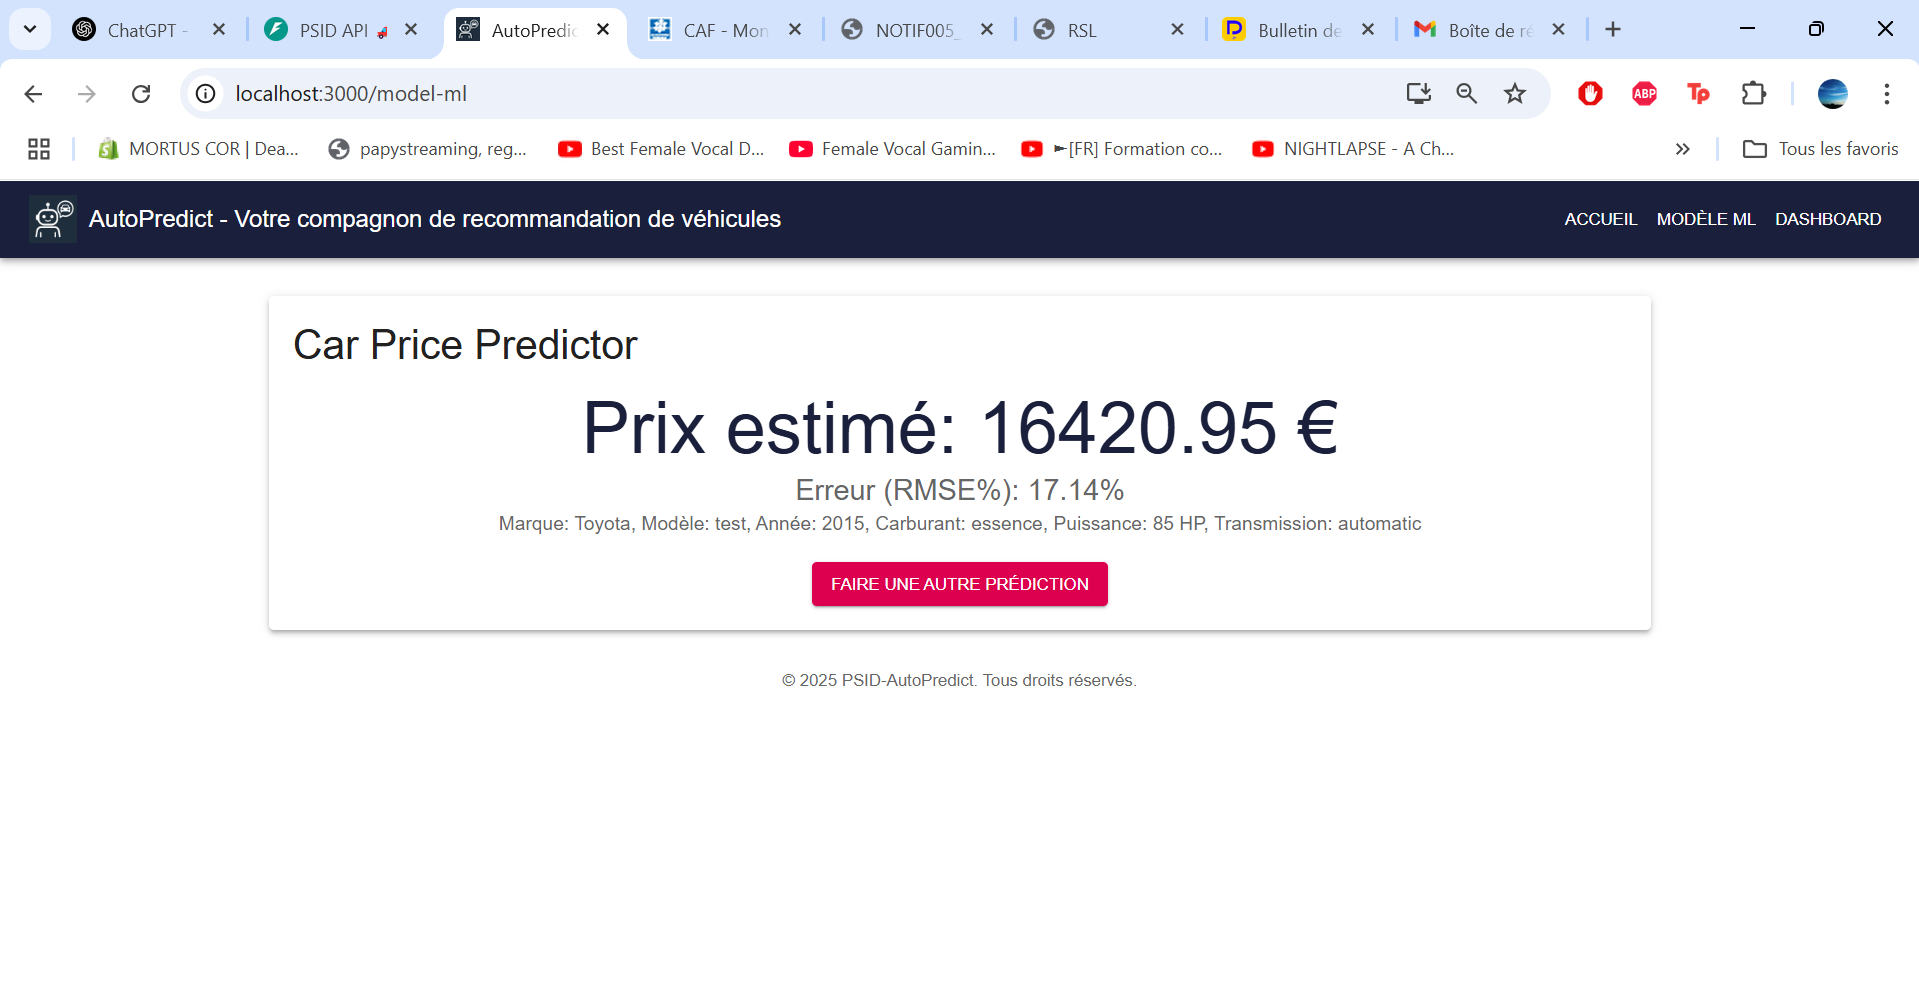 ChatGPT -
PSID API
AutoPredic
CAF - Mon
NOTIF005_
RSL
Bulletin de
Boîte de ré
localhost:3000/model-ml
ABP
Tp
MORTUS COR | Dea...
papystreaming, reg...
Best Female Vocal D...
Female Vocal Gamin...
►[FR] Formation co...
NIGHTLAPSE - A Ch...
Tous les favoris
AutoPredict - Votre compagnon de recommandation de véhicules
ACCUEIL
MODÈLE ML
DASHBOARD
Car Price Predictor
Prix estimé: 16420.95 €
Erreur (RMSE%): 17.14%
Marque: Toyota, Modèle: test, Année: 2015, Carburant: essence, Puissance: 85 HP, Transmission: automatic
FAIRE UNE AUTRE PRÉDICTION
© 2025 PSID-AutoPredict. Tous droits réservés.